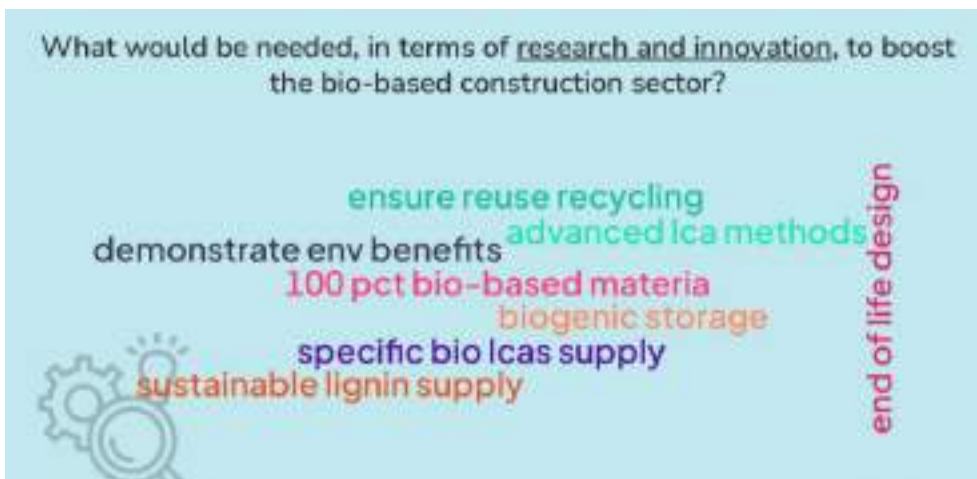 What would be needed, in terms of research and innovation, to boost
the bio-based construction sector?
ensure reuse recycling
advanced lca methods
demonstrate env benefits
100 pct bio-based materia
biogenic storage
specific bio lcas supply
sustainable lignin supply
end of life design